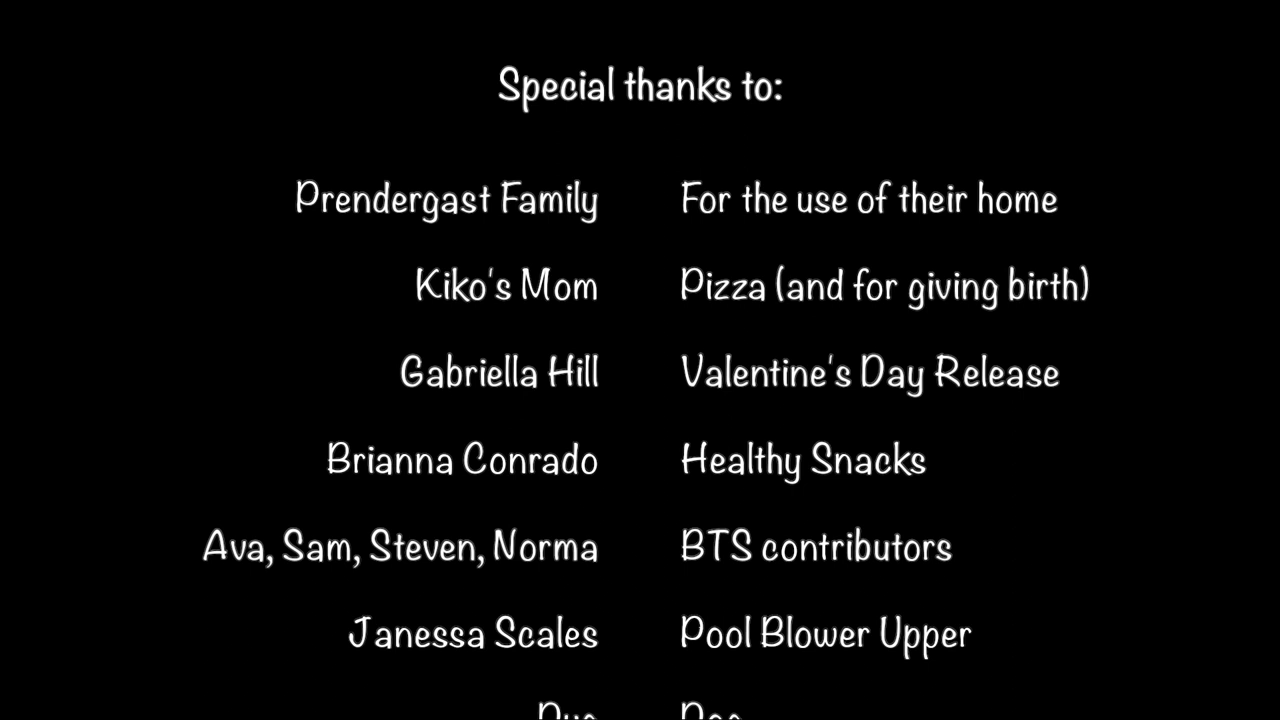 Special thanks to:
Prendergast Family For the use of their home
Kiko's Mom Pizza (and for giving birth)
Gabriella Hill Valentine's Day Release
Brianna Conrado Healthy Snacks
Ava, Sam, Steven, Norma BTS contributors
Janessa Scales Pool Blower Upper